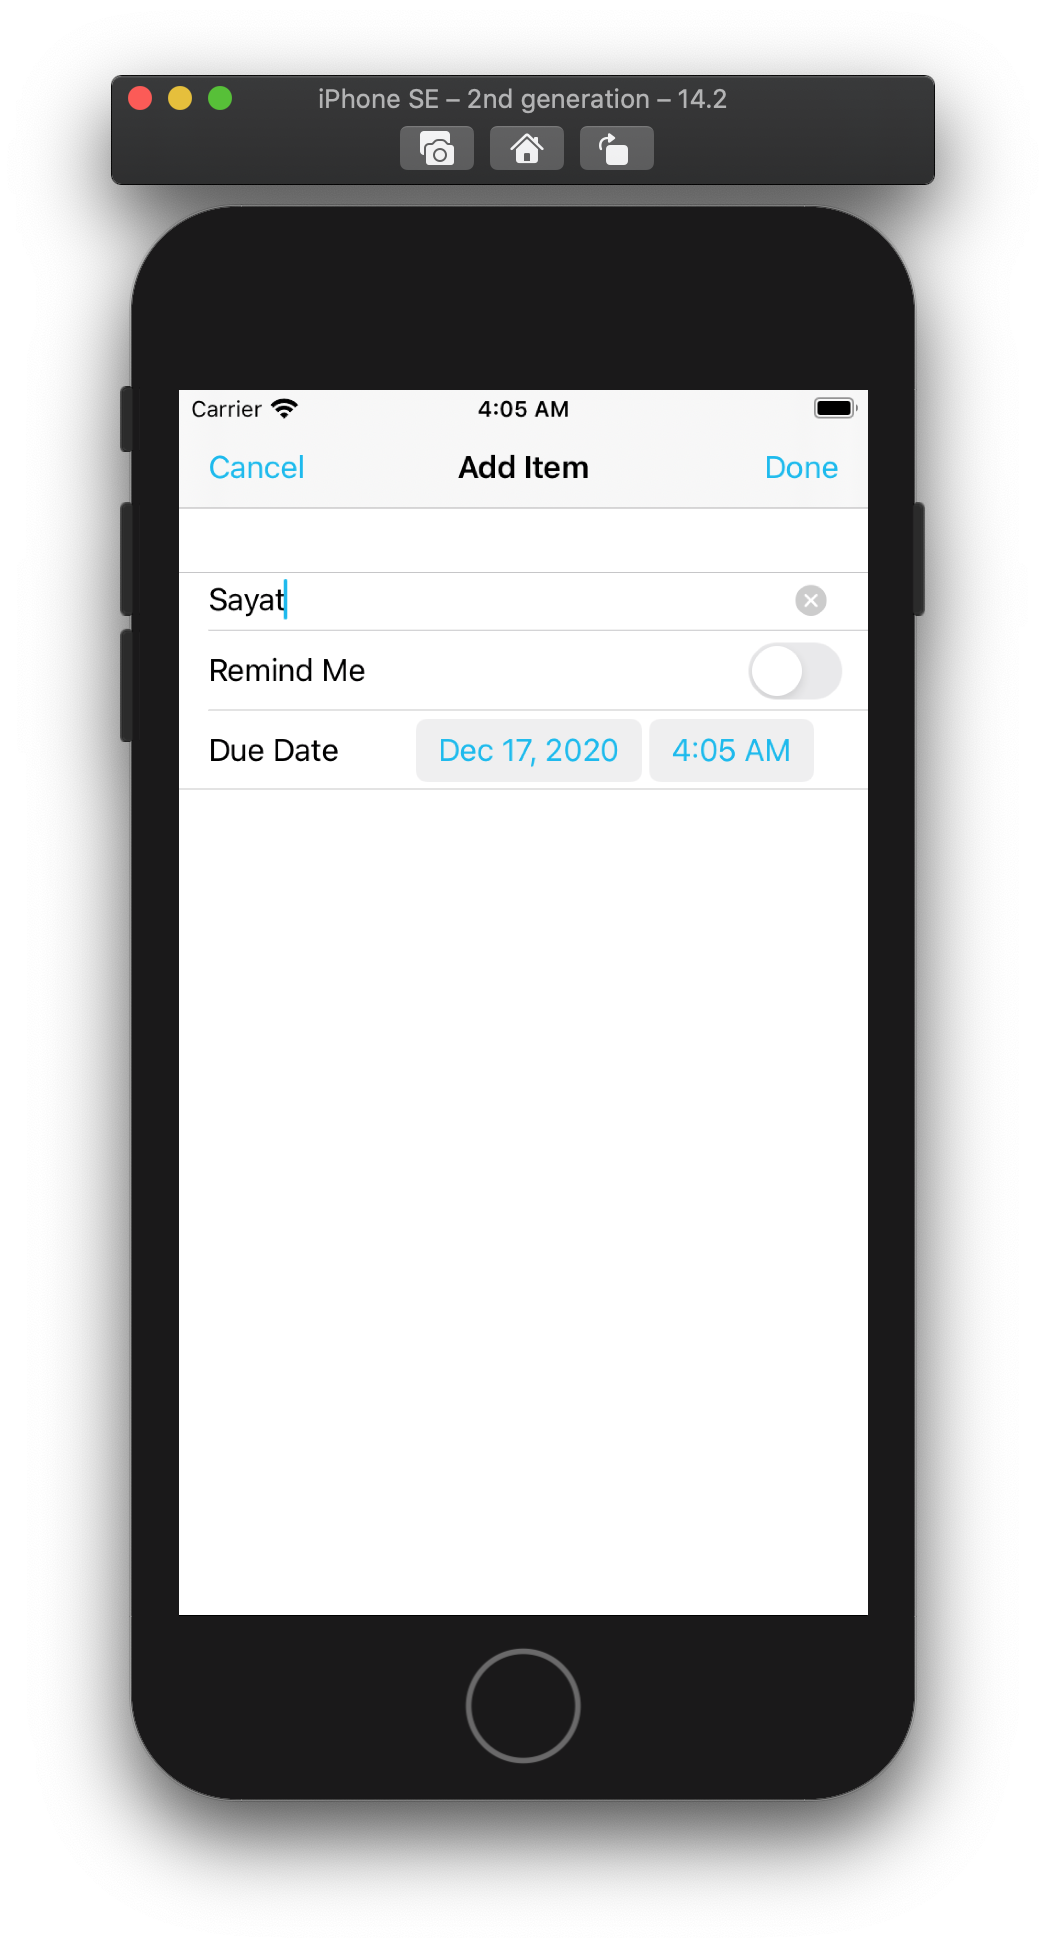 iPhone SE – 2nd generation – 14.2
Carrier 4:05 AM
Cancel Add Item Done
Sayat
Remind Me
Due Date Dec 17, 2020 4:05 AM